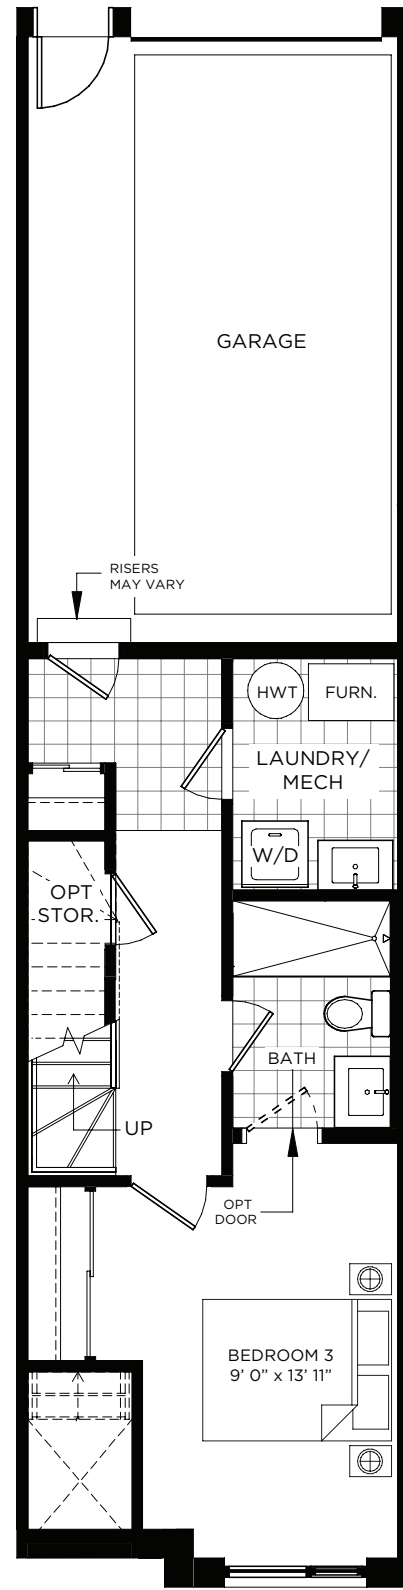 GARAGE
RISERS
MAY VARY
HWT
FURN.
LAUNDRY/
MECH
W/D
OPT
STOR.
BATH
UP
OPT
DOOR
BEDROOM 3
9’ 0” x 13’ 11”